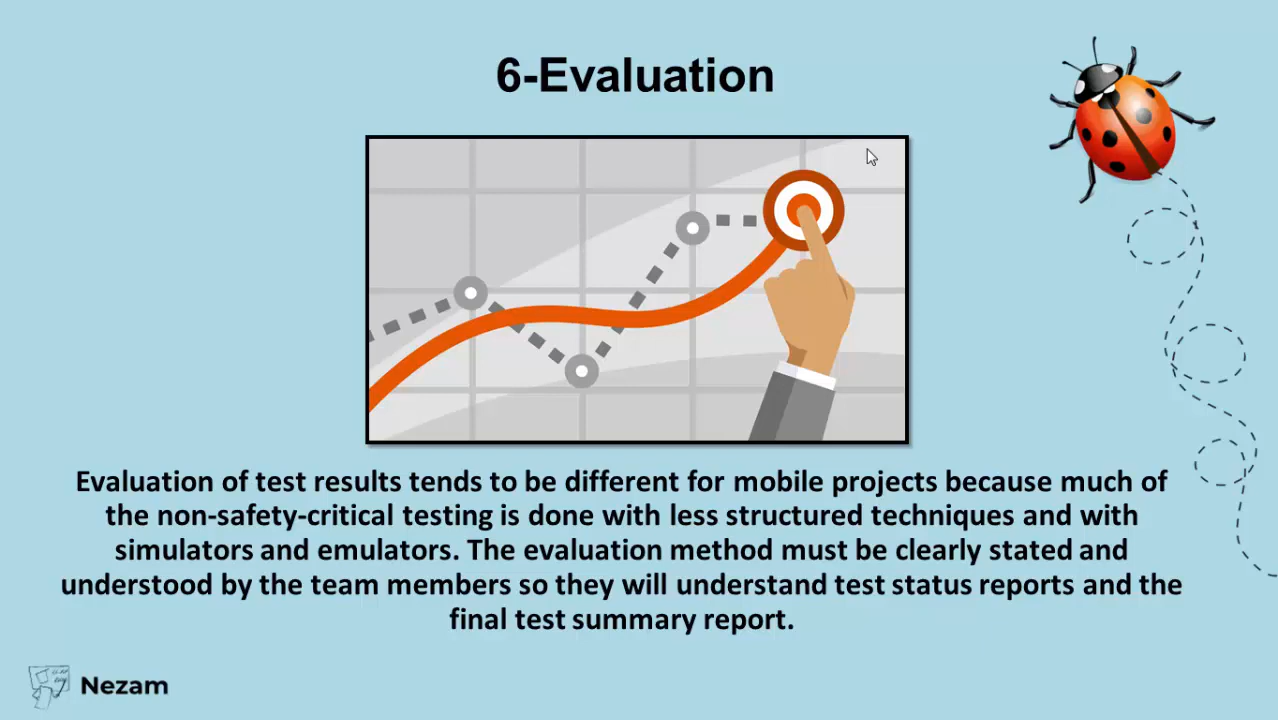 6-Evaluation
Evaluation of test results tends to be different for mobile projects because much of
the non-safety-critical testing is done with less structured techniques and with
simulators and emulators. The evaluation method must be clearly stated and
understood by the team members so they will understand test status reports and the
final test summary report.
Nezam